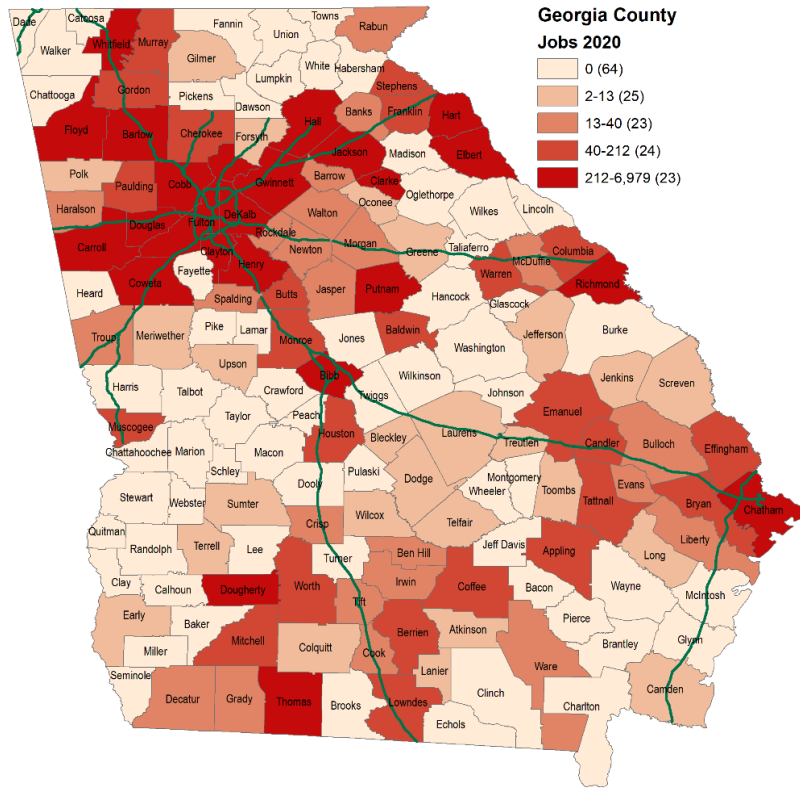 Georgia County
Jobs 2020
0 (64)
2-13 (25)
13-40 (23)
40-212 (24)
212-6,979 (23)
Dade
Catoosa
Fannin
Towns
Rabun
Walker
Whitfield
Murray
Union
Gilmer
White
Habersham
Lumpkin
Stephens
Chattooga
Gordon
Pickens
Dawson
Hall
Banks
Franklin
Hart
Floyd
Bartow
Cherokee
Forsyth
Jackson
Madison
Elbert
Polk
Paulding
Cobb
Gwinnett
Barrow
Clarke
Oglethorpe
Oconee
Haralson
Douglas
Fulton
DeKalb
Walton
Wilkes
Lincoln
Rockdale
Carroll
Clayton
Newton
Morgan
Greene
Taliaferro
Columbia
McDuffie
Warren
Fayette
Henry
Richmond
Heard
Coweta
Spalding
Butts
Jasper
Putnam
Hancock
Glascock
Troup
Meriwether
Pike
Lamar
Monroe
Jones
Baldwin
Washington
Jefferson
Burke
Upson
Bibb
Wilkinson
Jenkins
Screven
Harris
Talbot
Crawford
Twiggs
Johnson
Taylor
Peach
Emanuel
Muscogee
Houston
Bleckley
Laurens
Treutlen
Candler
Bulloch
Effingham
Chattahoochee
Marion
Macon
Schley
Pulaski
Dooly
Dodge
Montgomery
Wheeler
Toombs
Tattnall
Evans
Stewart
Webster
Sumter
Wilcox
Telfair
Bryan
Chatham
Quitman
Crisp
Liberty
Randolph
Terrell
Lee
Turner
Ben Hill
Jeff Davis
Appling
Long
Clay
Calhoun
Dougherty
Worth
Irwin
Coffee
Bacon
Wayne
McIntosh
Tift
Early
Baker
Pierce
Miller
Mitchell
Colquitt
Berrien
Atkinson
Brantley
Glynn
Cook
Seminole
Lanier
Ware
Decatur
Grady
Thomas
Brooks
Lowndes
Clinch
Charlton
Camden
Echols